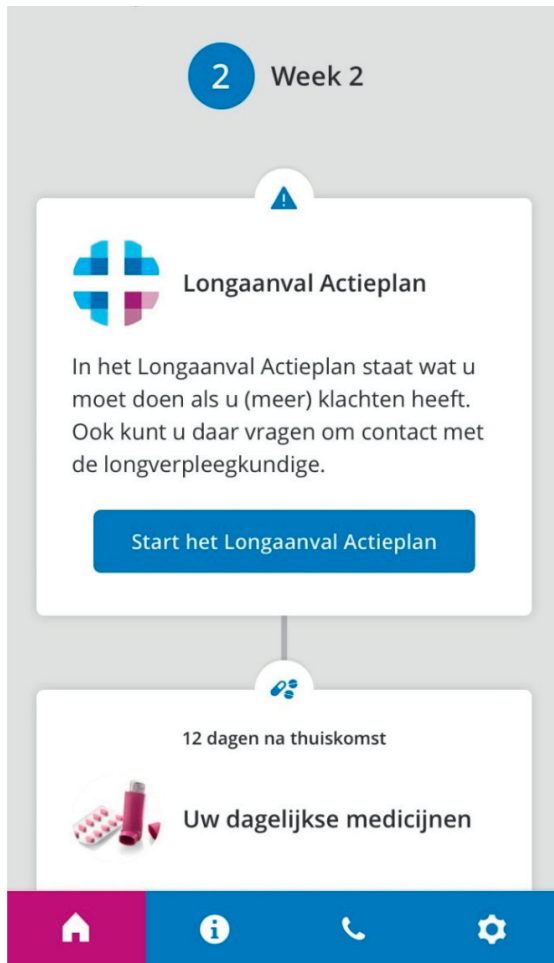 2 Week 2
Longaanval Actieplan
In het Longaanval Actieplan staat wat u
moet doen als u (meer) klachten heeft.
Ook kunt u daar vragen om contact met
de longverpleegkundige.
Start het Longaanval Actieplan
12 dagen na thuiskomst
Uw dagelijkse medicijnen